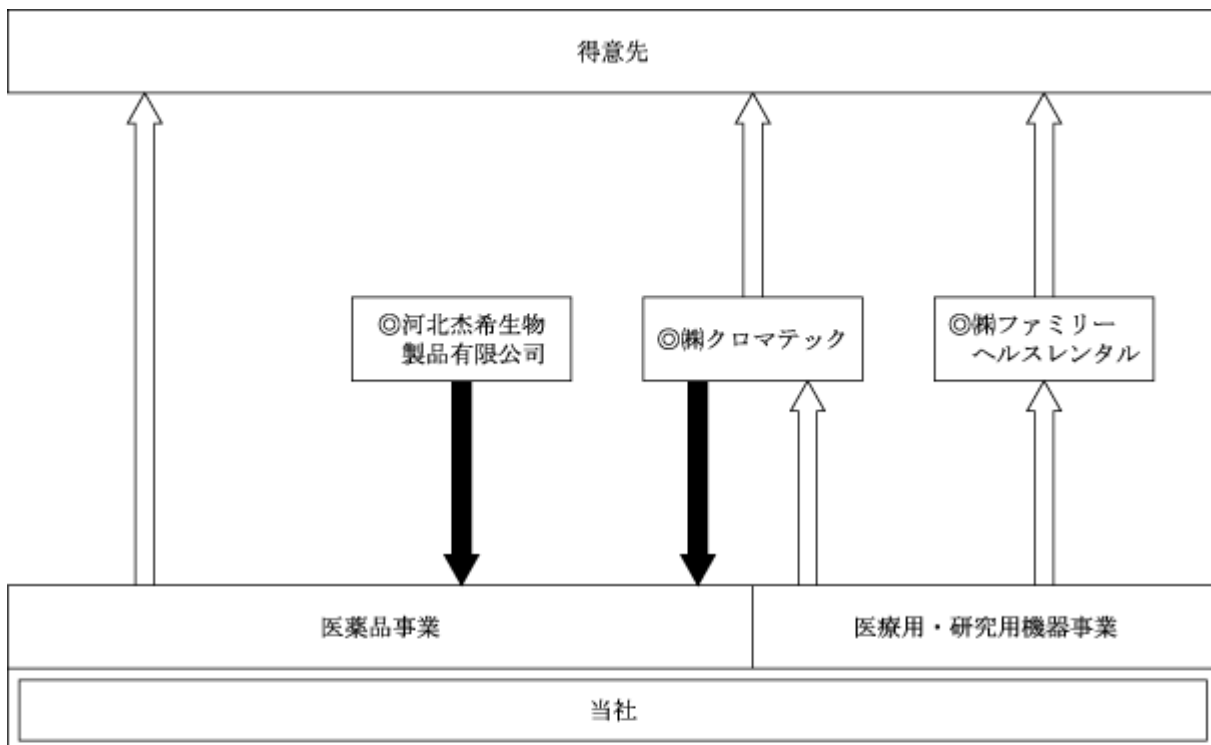 得意先
◎河北杰希生物
製品有限公司
◎㈱クロマテック
◎㈱ファミリー
ヘルスレンタル
医薬品事業
医療用・研究用機器事業
当社